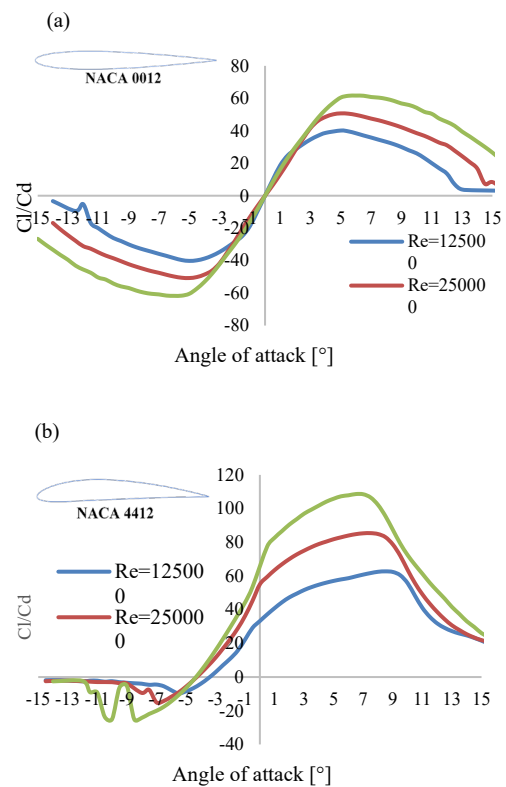 (a)
NACA 0012
80
60
40
20
0
-20
-40
-60
-80
-15 -13 -11 -9 -7 -5 -3 -1 1 3 5 7 9 11 13 15
Cl/Cd
Re=12500
0
Re=25000
0
Angle of attack [°]
(b)
NACA 4412
120
100
80
60
40
20
0
-20
-40
-15 -13 -11 -9 -7 -5 -3 -1 1 3 5 7 9 11 13 15
Cl/Cd
Re=12500
0
Re=25000
0
Angle of attack [°]